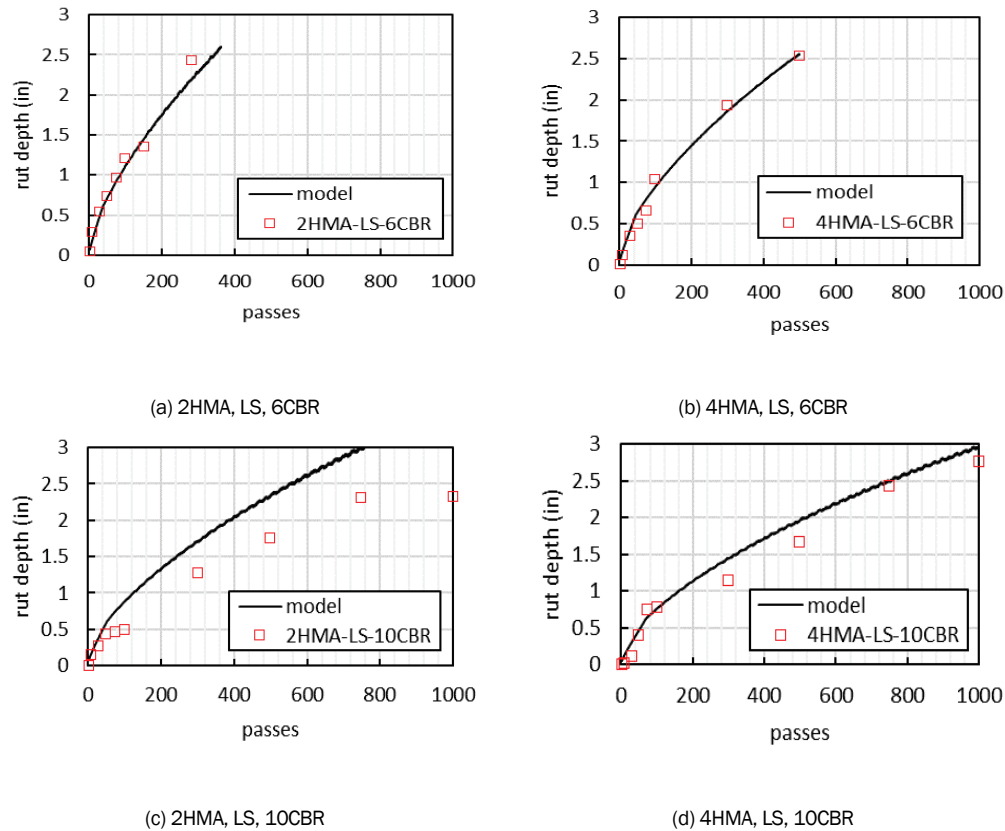 3
2.5
2
1.5
1
0.5
0
rut depth (in)
model
2HMA-LS-6CBR
0 200 400 600 800 1000
passes
(a) 2HMA, LS, 6CBR
3
2.5
2
1.5
1
0.5
0
rut depth (in)
model
4HMA-LS-6CBR
0 200 400 600 800 1000
passes
(b) 4HMA, LS, 6CBR
3
2.5
2
1.5
1
0.5
0
rut depth (in)
model
2HMA-LS-10CBR
0 200 400 600 800 1000
passes
(c) 2HMA, LS, 10CBR
3
2.5
2
1.5
1
0.5
0
rut depth (in)
model
4HMA-LS-10CBR
0 200 400 600 800 1000
passes
(d) 4HMA, LS, 10CBR